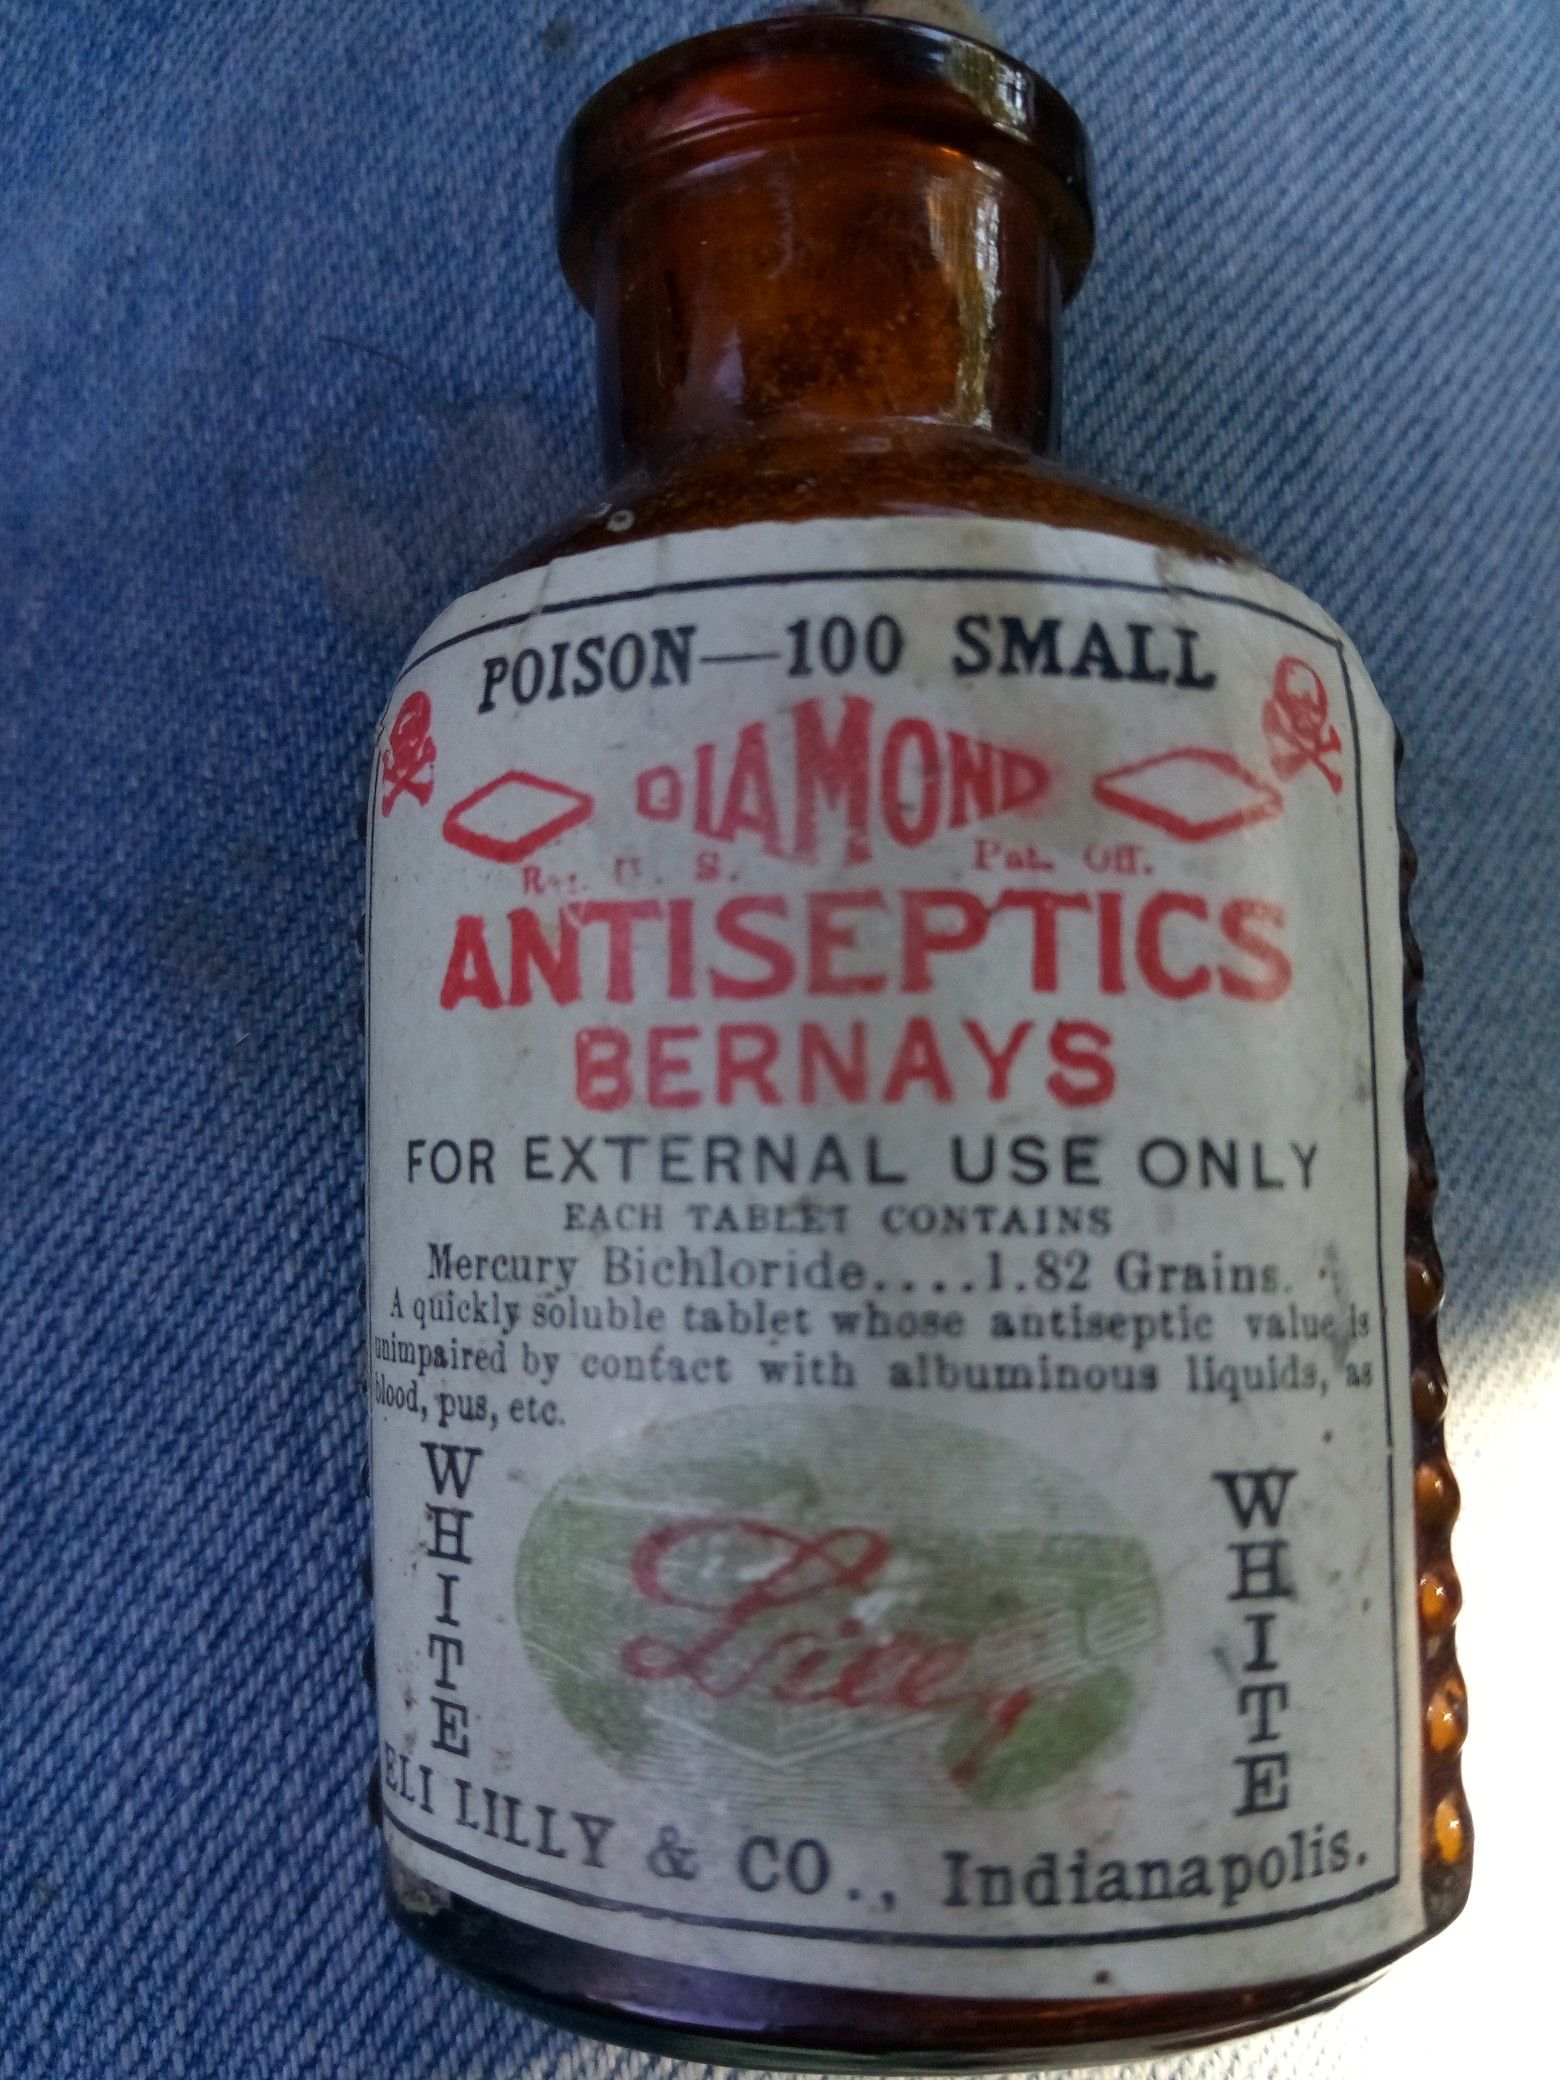 POISON—100 SMALL
DIAMOND
Reg. U. S. Pat. Off.
ANTISEPTICS
BERNAYS
FOR EXTERNAL USE ONLY
EACH TABLET CONTAINS
Mercury Bichloride....1.82 Grains.
A quickly soluble tablet whose antiseptic value is
unimpaired by contact with albuminous liquids, as
blood, pus, etc.
WHITE
Lilly
WHITE
ELI LILLY & CO., Indianapolis.